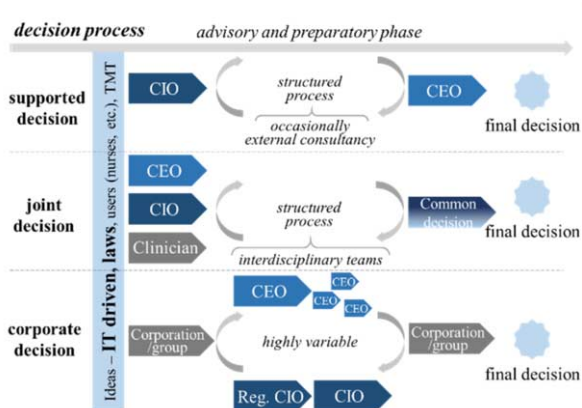 decision process
advisory and preparatory phase
Ideas – IT driven, laws, users (nurses, etc.), TMT
supported
decision
CIO
structured
process
occasionally
external consultancy
CEO
final decision
joint
decision
CEO
CIO
Clinician
structured
process
interdisciplinary teams
Common
decision
final decision
corporate
decision
Corporation
/group
CEO
CEO
CEO
CEO
highly variable
Reg. CIO
CIO
Corporation
/group
final decision